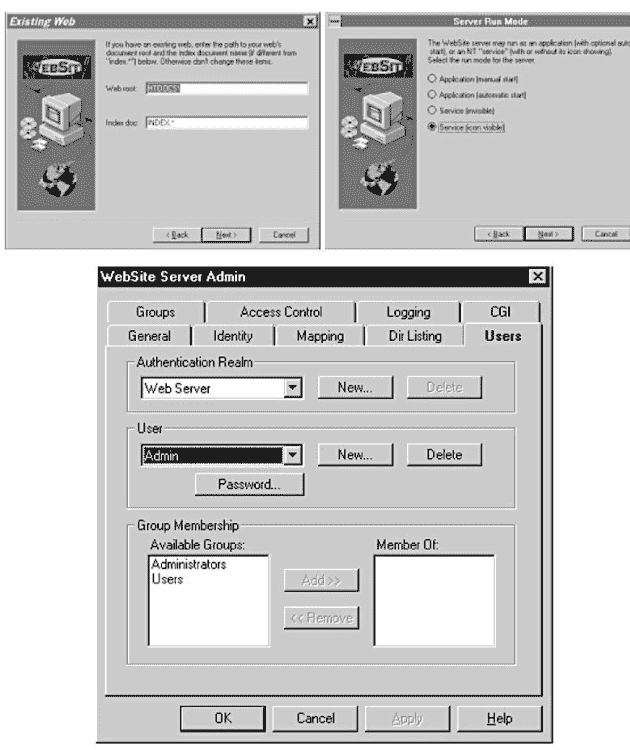 Existing Web
If you have an existing web, enter the path to your web's
document root and the index document name (if different from
"index.*") below. Otherwise don't change these items.
Web root: HTDOCS\
Index doc: INDEX.*
WEBSIT
< Back Next > Cancel
Server Run Mode
The WebSite server may run as an application (with optional auto
start), or an NT "service" (with or without its icon showing).
Select the run mode for the server.
Application (manual start)
Application (automatic start)
Service (invisible)
Service (icon visible)
WEBSIT
< Back Next > Cancel
WebSite Server Admin
Groups Access Control Logging CGI
General Identity Mapping Dir Listing Users
Authentication Realm
Web Server New... Delete
User
Admin New... Delete
Password...
Group Membership
Available Groups: Member Of:
Administrators
Users
Add >>
<< Remove
OK Cancel Apply Help